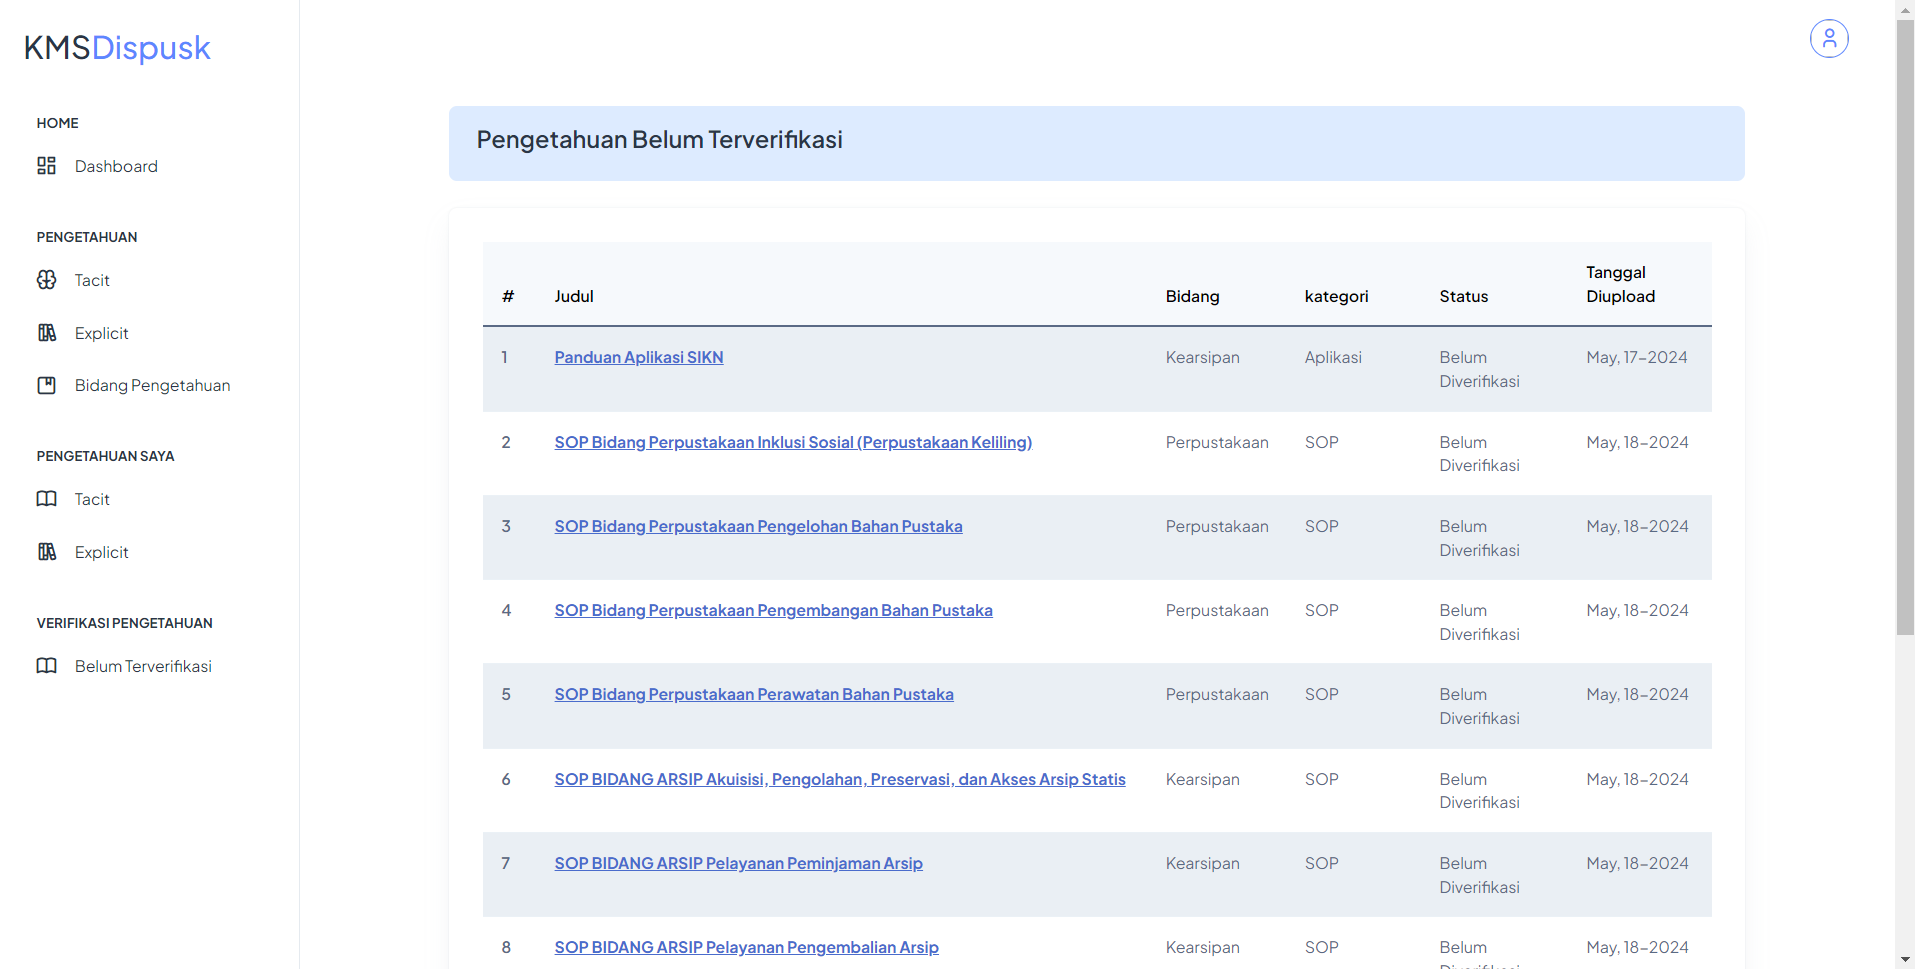 KMSDispusk
HOME
Dashboard
PENGETAHUAN
Tacit
Explicit
Bidang Pengetahuan
PENGETAHUAN SAYA
Tacit
Explicit
VERIFIKASI PENGETAHUAN
Belum Terverifikasi
Pengetahuan Belum Terverifikasi
# Judul Bidang kategori Status Tanggal Diupload
1 Panduan Aplikasi SIKN Kearsipan Aplikasi Belum Diverifikasi May, 17-2024
2 SOP Bidang Perpustakaan Inklusi Sosial (Perpustakaan Keliling) Perpustakaan SOP Belum Diverifikasi May, 18-2024
3 SOP Bidang Perpustakaan Pengelohan Bahan Pustaka Perpustakaan SOP Belum Diverifikasi May, 18-2024
4 SOP Bidang Perpustakaan Pengembangan Bahan Pustaka Perpustakaan SOP Belum Diverifikasi May, 18-2024
5 SOP Bidang Perpustakaan Perawatan Bahan Pustaka Perpustakaan SOP Belum Diverifikasi May, 18-2024
6 SOP BIDANG ARSIP Akuisisi, Pengolahan, Preservasi, dan Akses Arsip Statis Kearsipan SOP Belum Diverifikasi May, 18-2024
7 SOP BIDANG ARSIP Pelayanan Peminjaman Arsip Kearsipan SOP Belum Diverifikasi May, 18-2024
8 SOP BIDANG ARSIP Pelayanan Pengembalian Arsip Kearsipan SOP Belum May, 18-2024